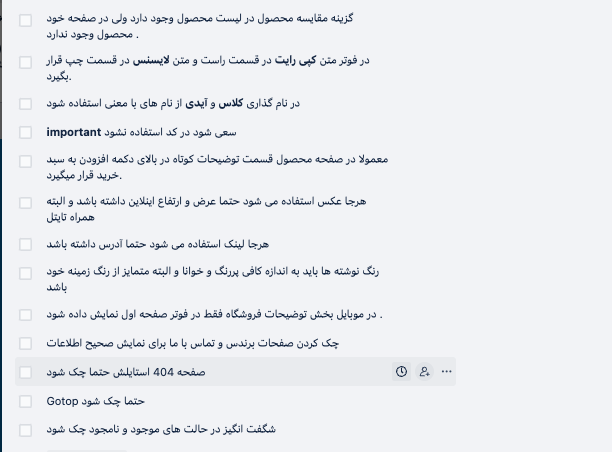 گزینه مقایسه محصول در لیست محصول وجود دارد ولی در صفحه خود
محصول وجود ندارد .
در فوتر متن کپی رایت در قسمت راست و متن لایسنس در قسمت چپ قرار
بگیرد.
در نام گذاری کلاس و آیدی از نام های با معنی استفاده شود
سعی شود در کد استفاده نشود important
معمولا در صفحه محصول قسمت توضیحات کوتاه در بالای دکمه افزودن به سبد
خرید قرار میگیرد.
هرجا عکس استفاده می شود حتما عرض و ارتفاع اینلاین داشته باشد و البته
همراه تایتل
هرجا لینک استفاده می شود حتما آدرس داشته باشد
رنگ نوشته ها باید به اندازه کافی پررنگ و خوانا و البته متمایز از رنگ زمینه خود
باشد
در موبایل بخش توضیحات فروشگاه فقط در فوتر صفحه اول نمایش داده شود .
چک کردن صفحات برندس و تماس با ما برای نمایش صحیح اطلاعات
صفحه 404 استایلش حتما چک شود
حتما چک شود Gotop
شگفت انگیز در حالت های موجود و نامجود چک شود